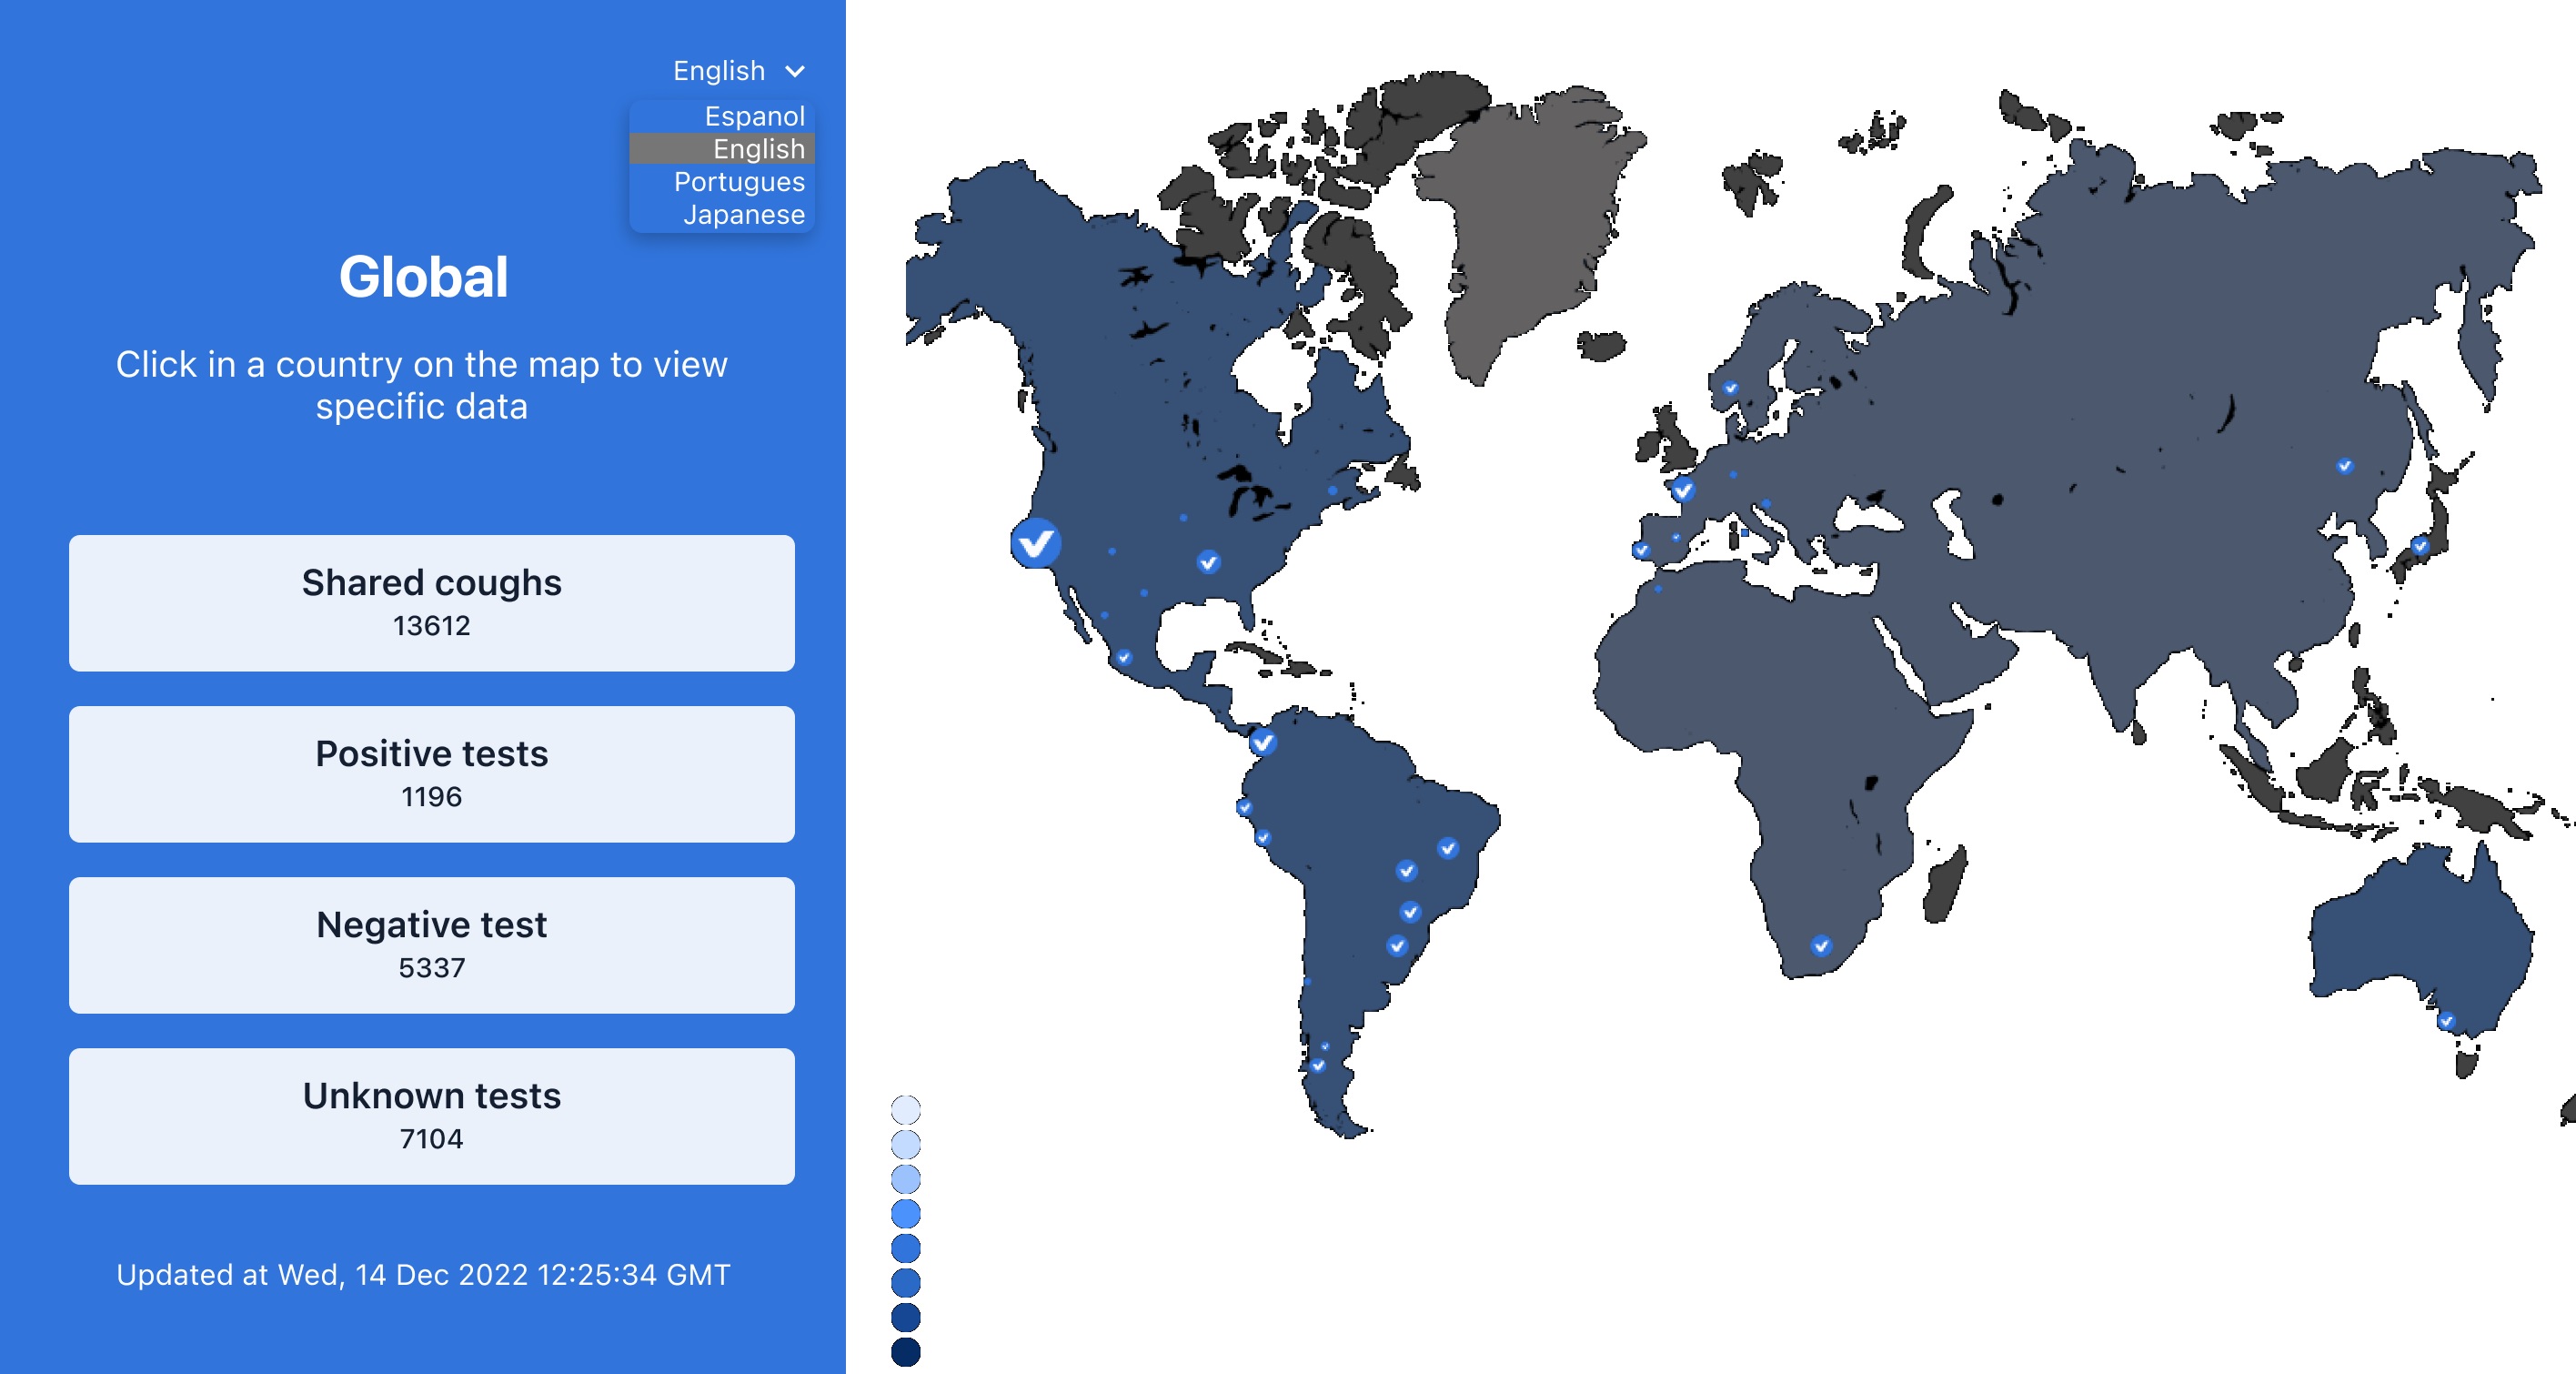 English
Espanol
English
Portugues
Japanese
Global
Click in a country on the map to view
specific data
Shared coughs
13612
Positive tests
1196
Negative test
5337
Unknown tests
7104
Updated at Wed, 14 Dec 2022 12:25:34 GMT